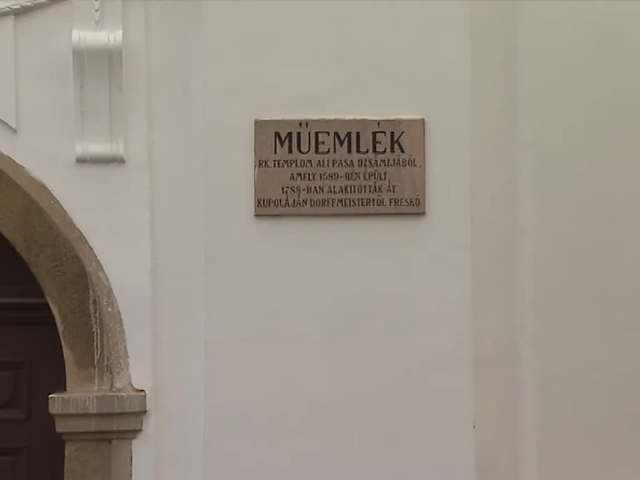 MŰEMLÉK
RK. TEMPLOM ALI PASA DZSÁMIJÁBÓL,
AMELY 1589-BEN ÉPÜLT,
1788-BAN ALAKÍTOTTÁK ÁT
KUPOLÁJÁN DORFFMEISTERTŐL FRESKÓ